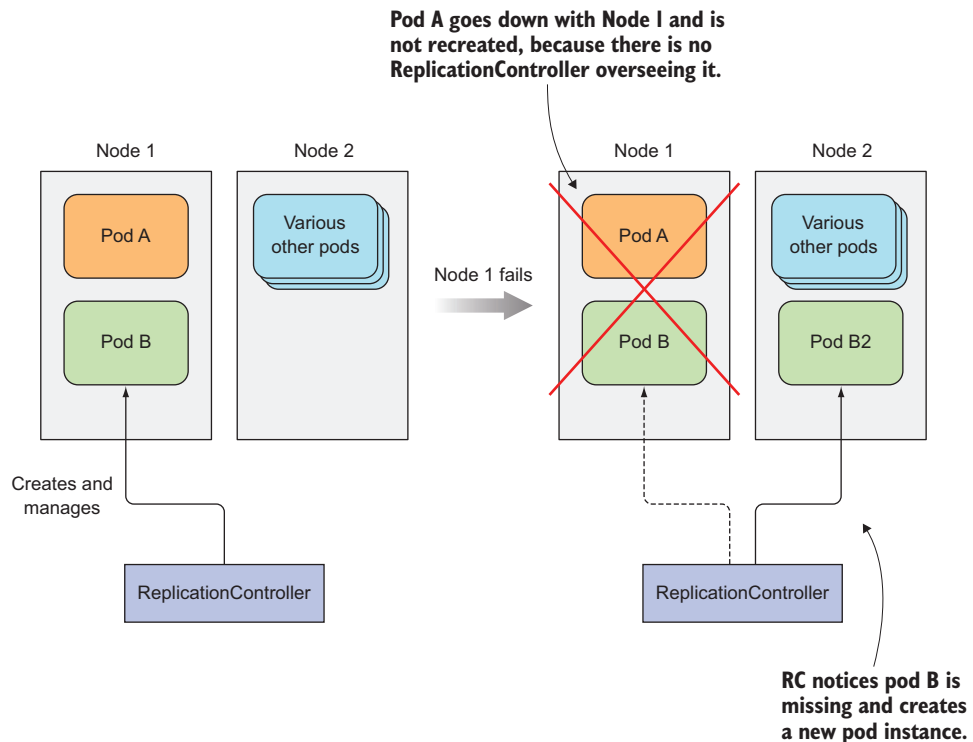 Pod A goes down with Node 1 and is
not recreated, because there is no
ReplicationController overseeing it.
Node 1
Node 2
Pod A
Various
other pods
Pod B
Creates and
manages
ReplicationController
Node 1 fails
Node 1
Node 2
Pod A
Various
other pods
Pod B
Pod B2
ReplicationController
RC notices pod B is
missing and creates
a new pod instance.